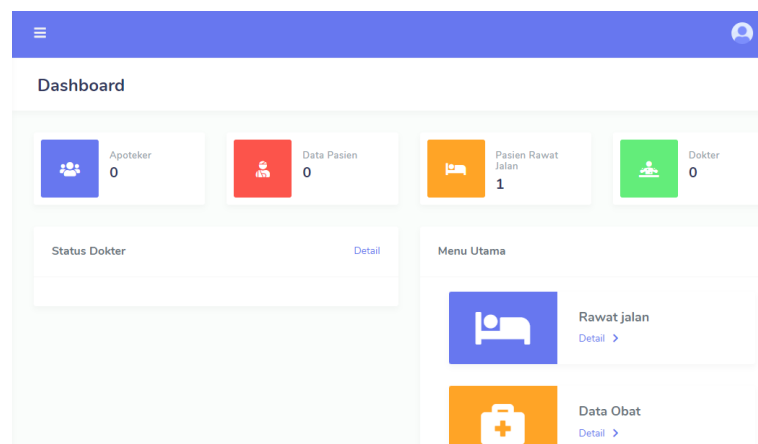 Dashboard
Apoteker
0
Data Pasien
0
Pasien Rawat
Jalan
1
Dokter
0
Status Dokter
Detail
Menu Utama
Rawat jalan
Detail
Data Obat
Detail